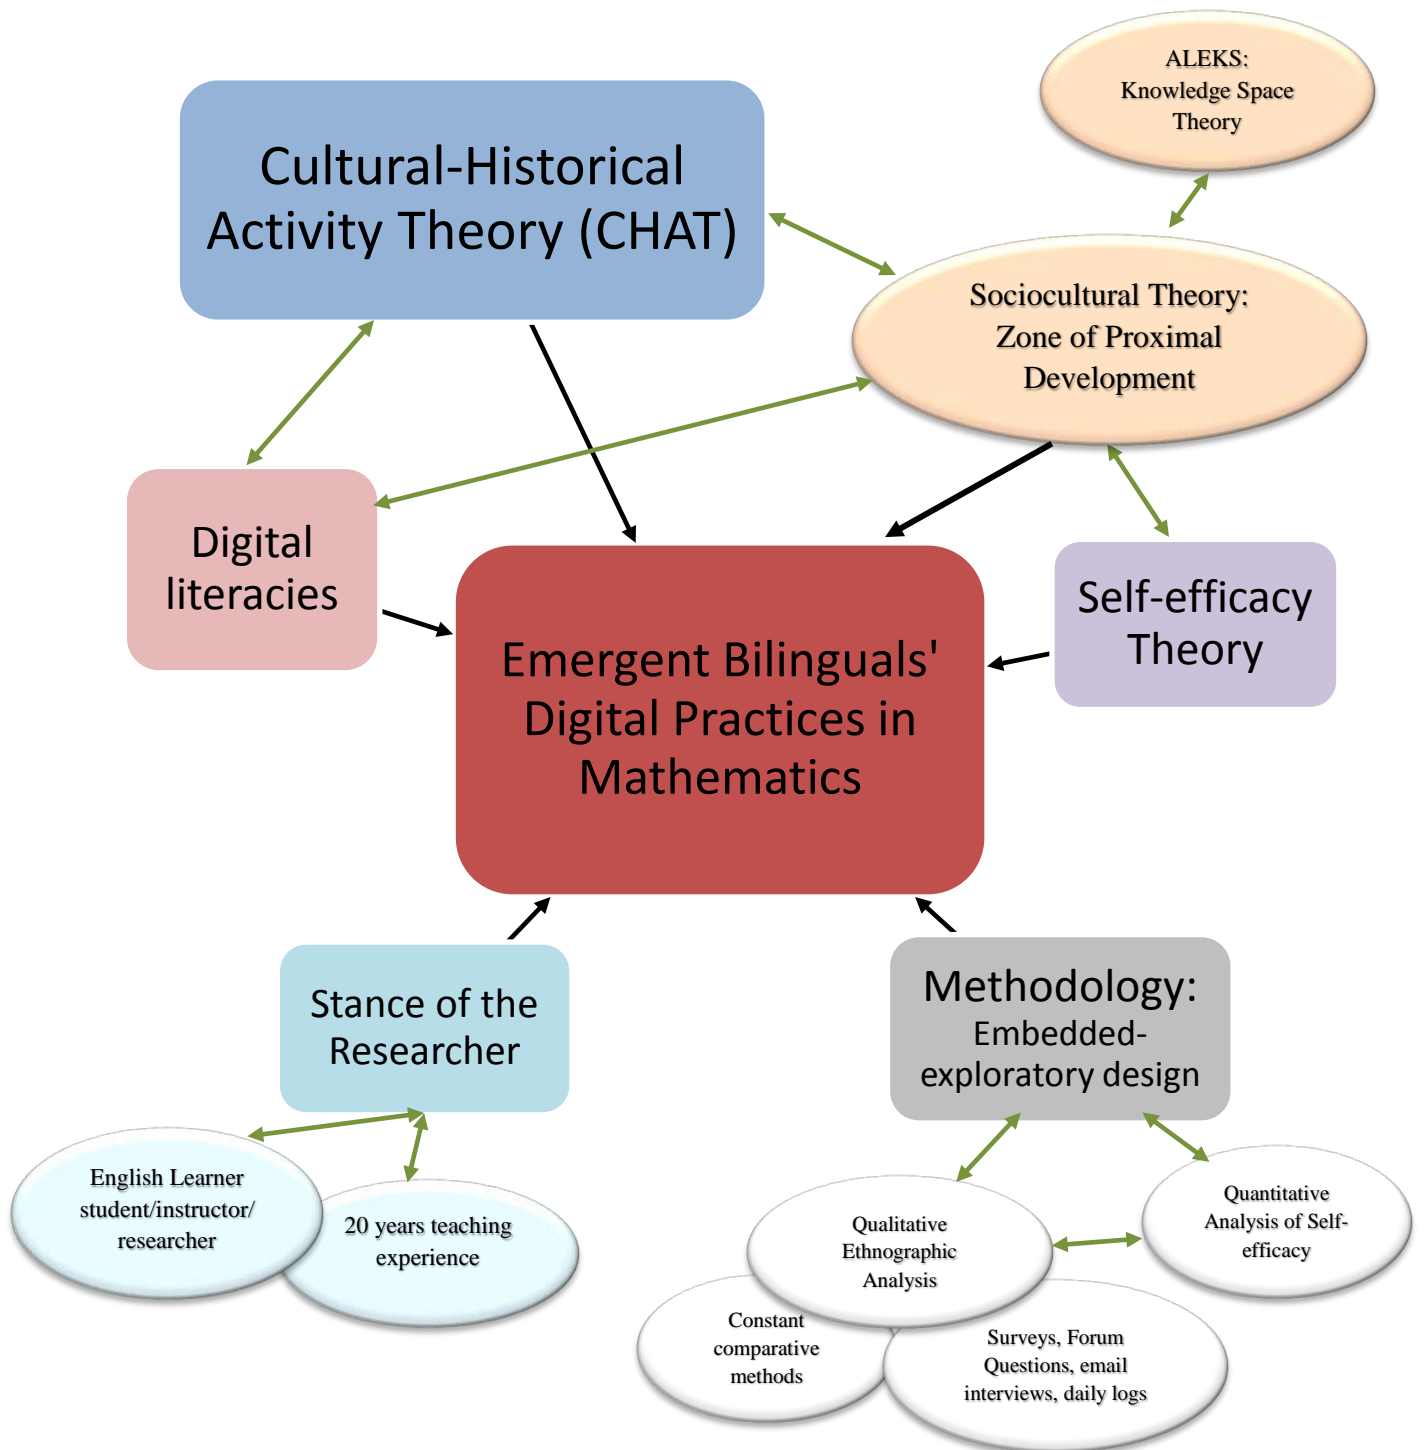 ALEKS:
Knowledge Space
Theory
Cultural-Historical
Activity Theory (CHAT)
Sociocultural Theory:
Zone of Proximal
Development
Digital
literacies
Self-efficacy
Theory
Emergent Bilinguals'
Digital Practices in
Mathematics
Stance of the
Researcher
Methodology:
Embedded-
exploratory design
English Learner
student/instructor/
researcher
20 years teaching
experience
Qualitative
Ethnographic
Analysis
Quantitative
Analysis of Self-
efficacy
Constant
comparative
methods
Surveys, Forum
Questions, email
interviews, daily logs